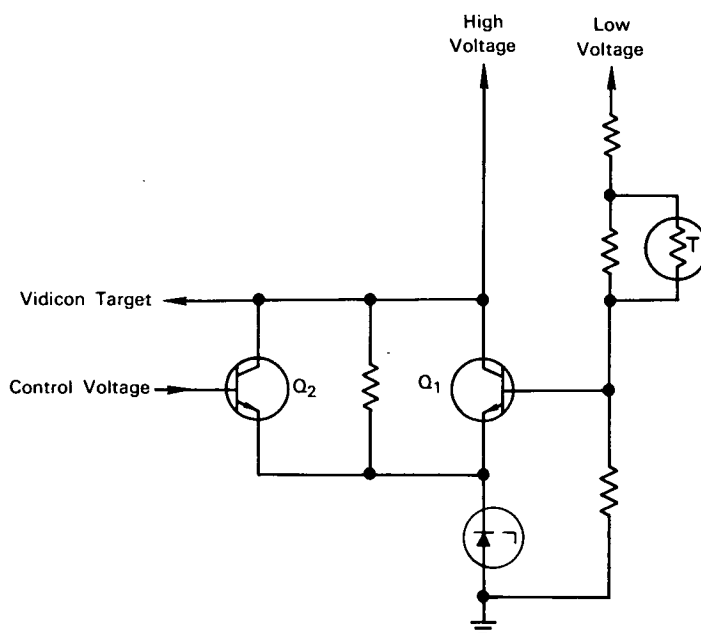 High
Voltage
Low
Voltage
T
Vidicon Target
Control Voltage
Q2
Q1